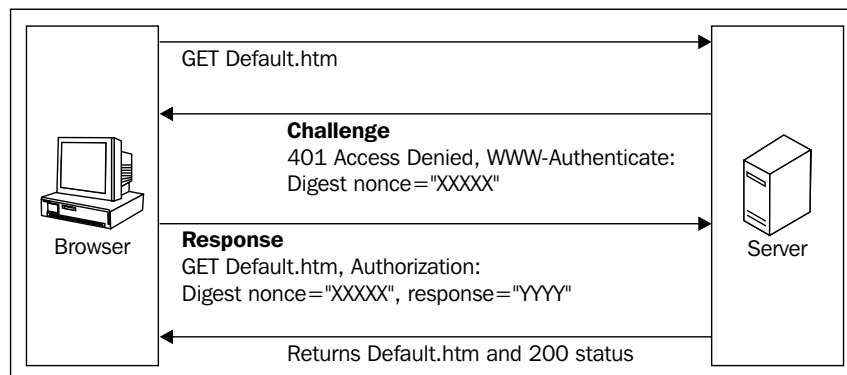 GET Default.htm
Challenge
401 Access Denied, WWW-Authenticate:
Digest nonce="XXXXX"
Browser
Response
GET Default.htm, Authorization:
Digest nonce="XXXXX", response="YYYY"
Server
Returns Default.htm and 200 status